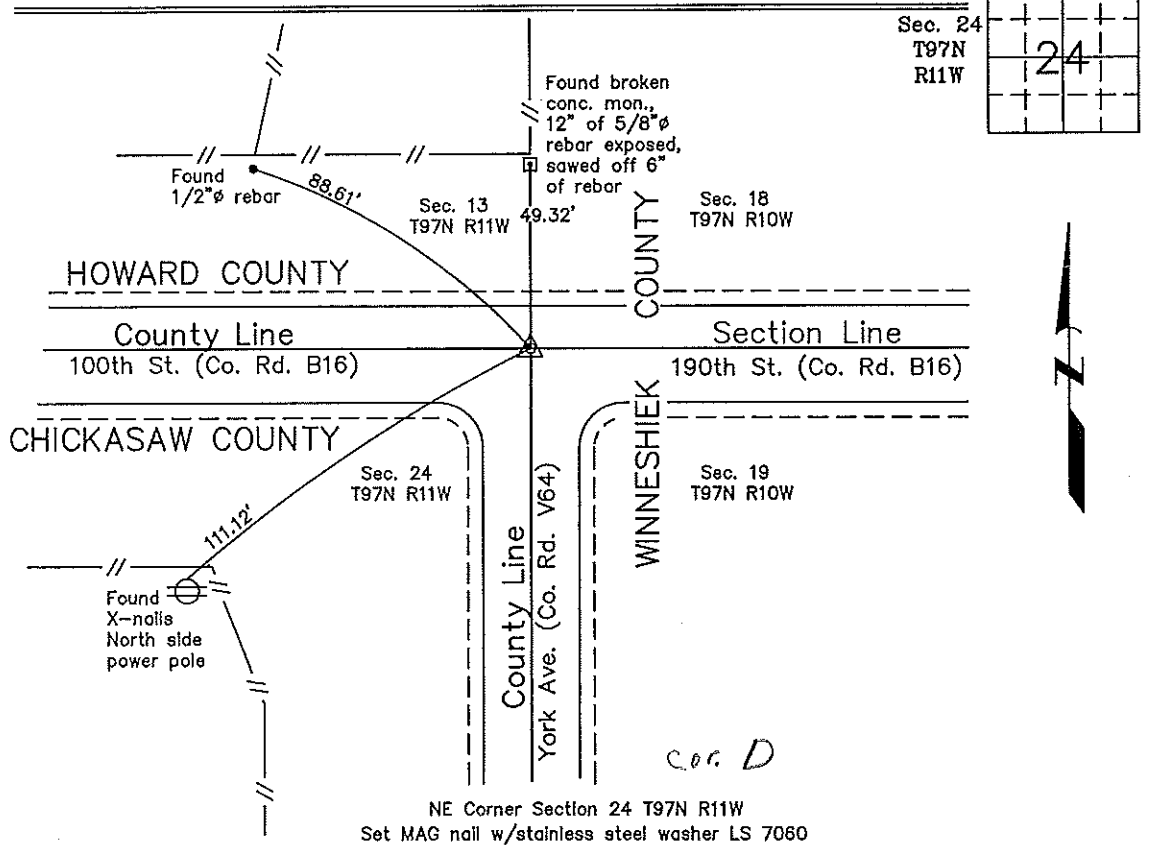 Sec. 24
T97N
R11W
24
Found broken
conc. mon.,
12" of 5/8"ø
rebar exposed,
sawed off 6"
of rebar
Found
1/2"ø rebar
88.61'
Sec. 13
T97N R11W
49.32'
Sec. 18
T97N R10W
HOWARD COUNTY
WINNESHIEK COUNTY
County Line
100th St. (Co. Rd. B16)
Section Line
190th St. (Co. Rd. B16)
N
CHICKASAW COUNTY
Sec. 24
T97N R11W
Sec. 19
T97N R10W
111.12'
Found
X-nails
North side
power pole
County Line
York Ave. (Co. Rd. V64)
cor. D
NE Corner Section 24 T97N R11W
Set MAG nail w/stainless steel washer LS 7060